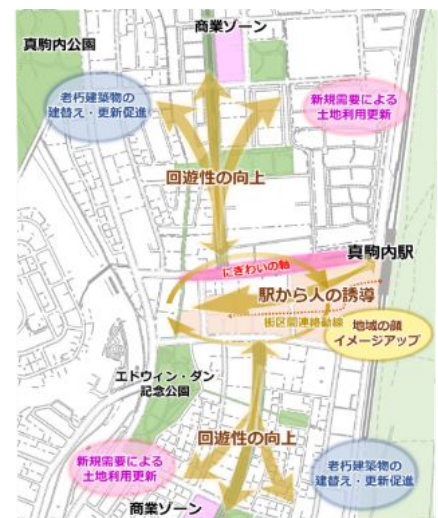 商業ゾーン
真駒内公園
老朽建築物の
建替え・更新促進
新規需要による
土地利用更新
回遊性の向上
真駒内駅
にぎわいの軸
駅から人の誘導
街区間連絡動線
地域の顔
イメージアップ
エドウィン・ダン
記念公園
回遊性の向上
新規需要による
土地利用更新
老朽建築物の
建替え・更新促進
商業ゾーン